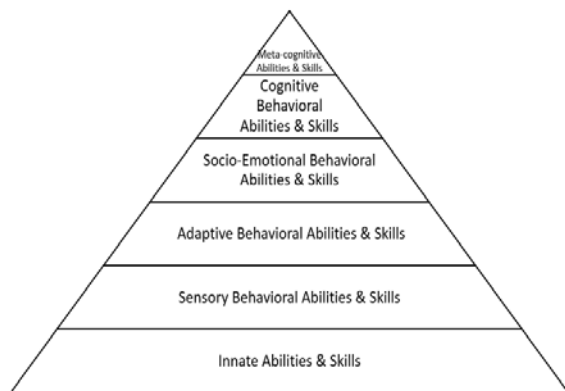 Meta-cognitive
Abilities & Skills
Cognitive
Behavioral
Abilities & Skills
Socio-Emotional Behavioral
Abilities & Skills
Adaptive Behavioral Abilities & Skills
Sensory Behavioral Abilities & Skills
Innate Abilities & Skills